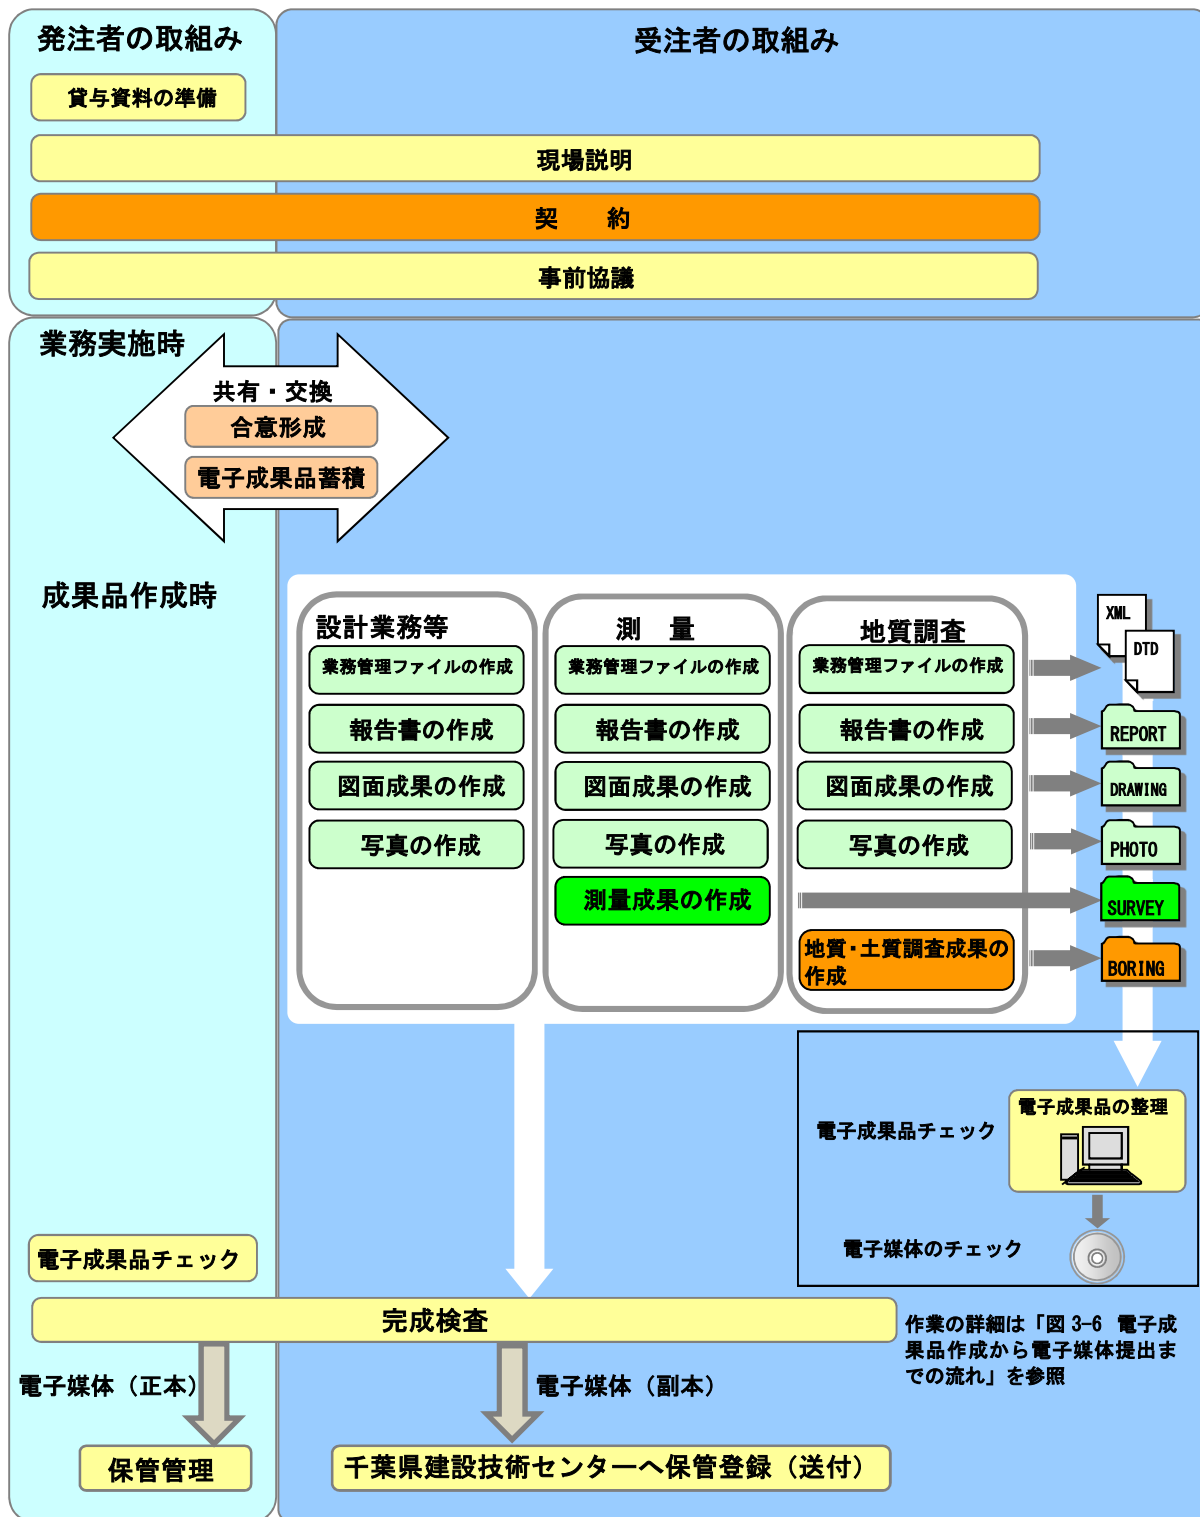 発注者の取組み
受注者の取組み
貸与資料の準備
現場説明
契　　約
事前協議
業務実施時
共有・交換
合意形成
電子成果品蓄積
成果品作成時
設計業務等
業務管理ファイルの作成
報告書の作成
図面成果の作成
写真の作成
測　量
業務管理ファイルの作成
報告書の作成
図面成果の作成
写真の作成
測量成果の作成
地質調査
業務管理ファイルの作成
報告書の作成
図面成果の作成
写真の作成
地質・土質調査成果の
作成
XML
DTD
REPORT
DRAWING
PHOTO
SURVEY
BORING
電子成果品の整理
電子成果品チェック
電子媒体のチェック
電子成果品チェック
完成検査
作業の詳細は「図 3-6 電子成
果品作成から電子媒体提出ま
での流れ」を参照
電子媒体（正本）
電子媒体（副本）
保管管理
千葉県建設技術センターへ保管登録（送付）